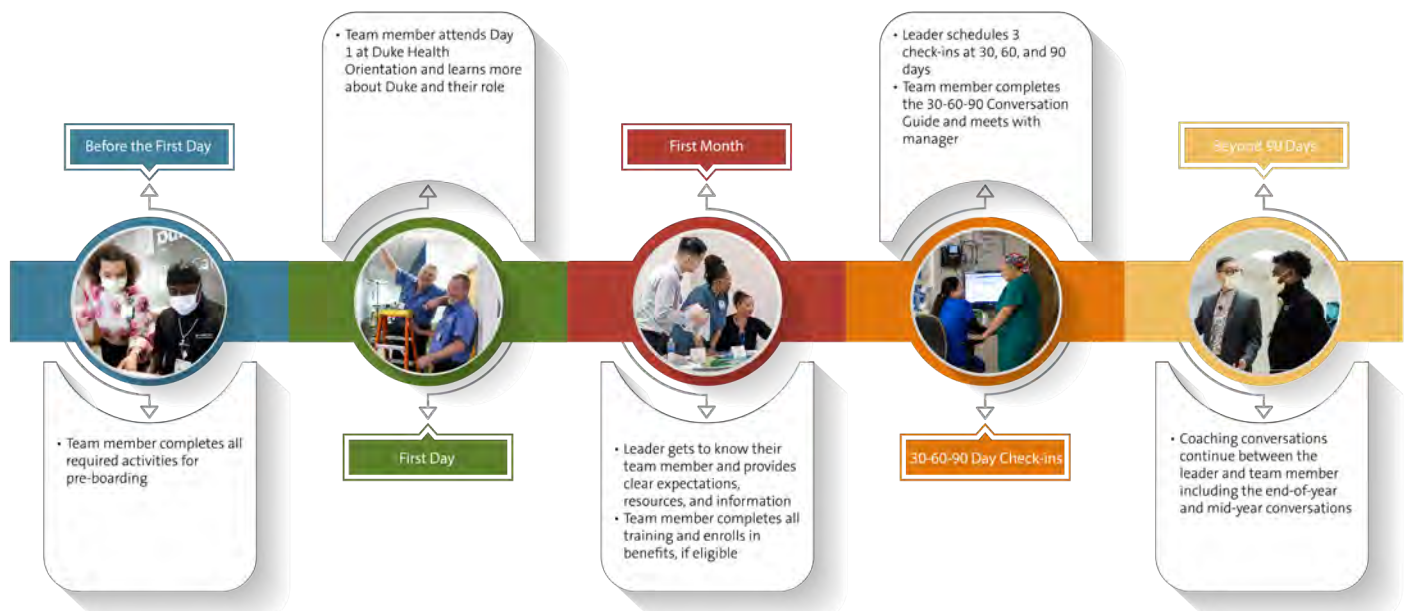 Before the First Day
• Team member completes all
required activities for
pre-boarding
• Team member attends Day
1 at Duke Health
Orientation and learns more
about Duke and their role
First Day
First Month
• Leader gets to know their
team member and provides
clear expectations,
resources, and information
• Team member completes all
training and enrolls in
benefits, if eligible
• Leader schedules 3
check-ins at 30, 60, and 90
days
• Team member completes
the 30-60-90 Conversation
Guide and meets with
manager
30-60-90 Day Check-ins
Beyond 90 Days
• Coaching conversations
continue between the
leader and team member
including the end-of-year
and mid-year conversations